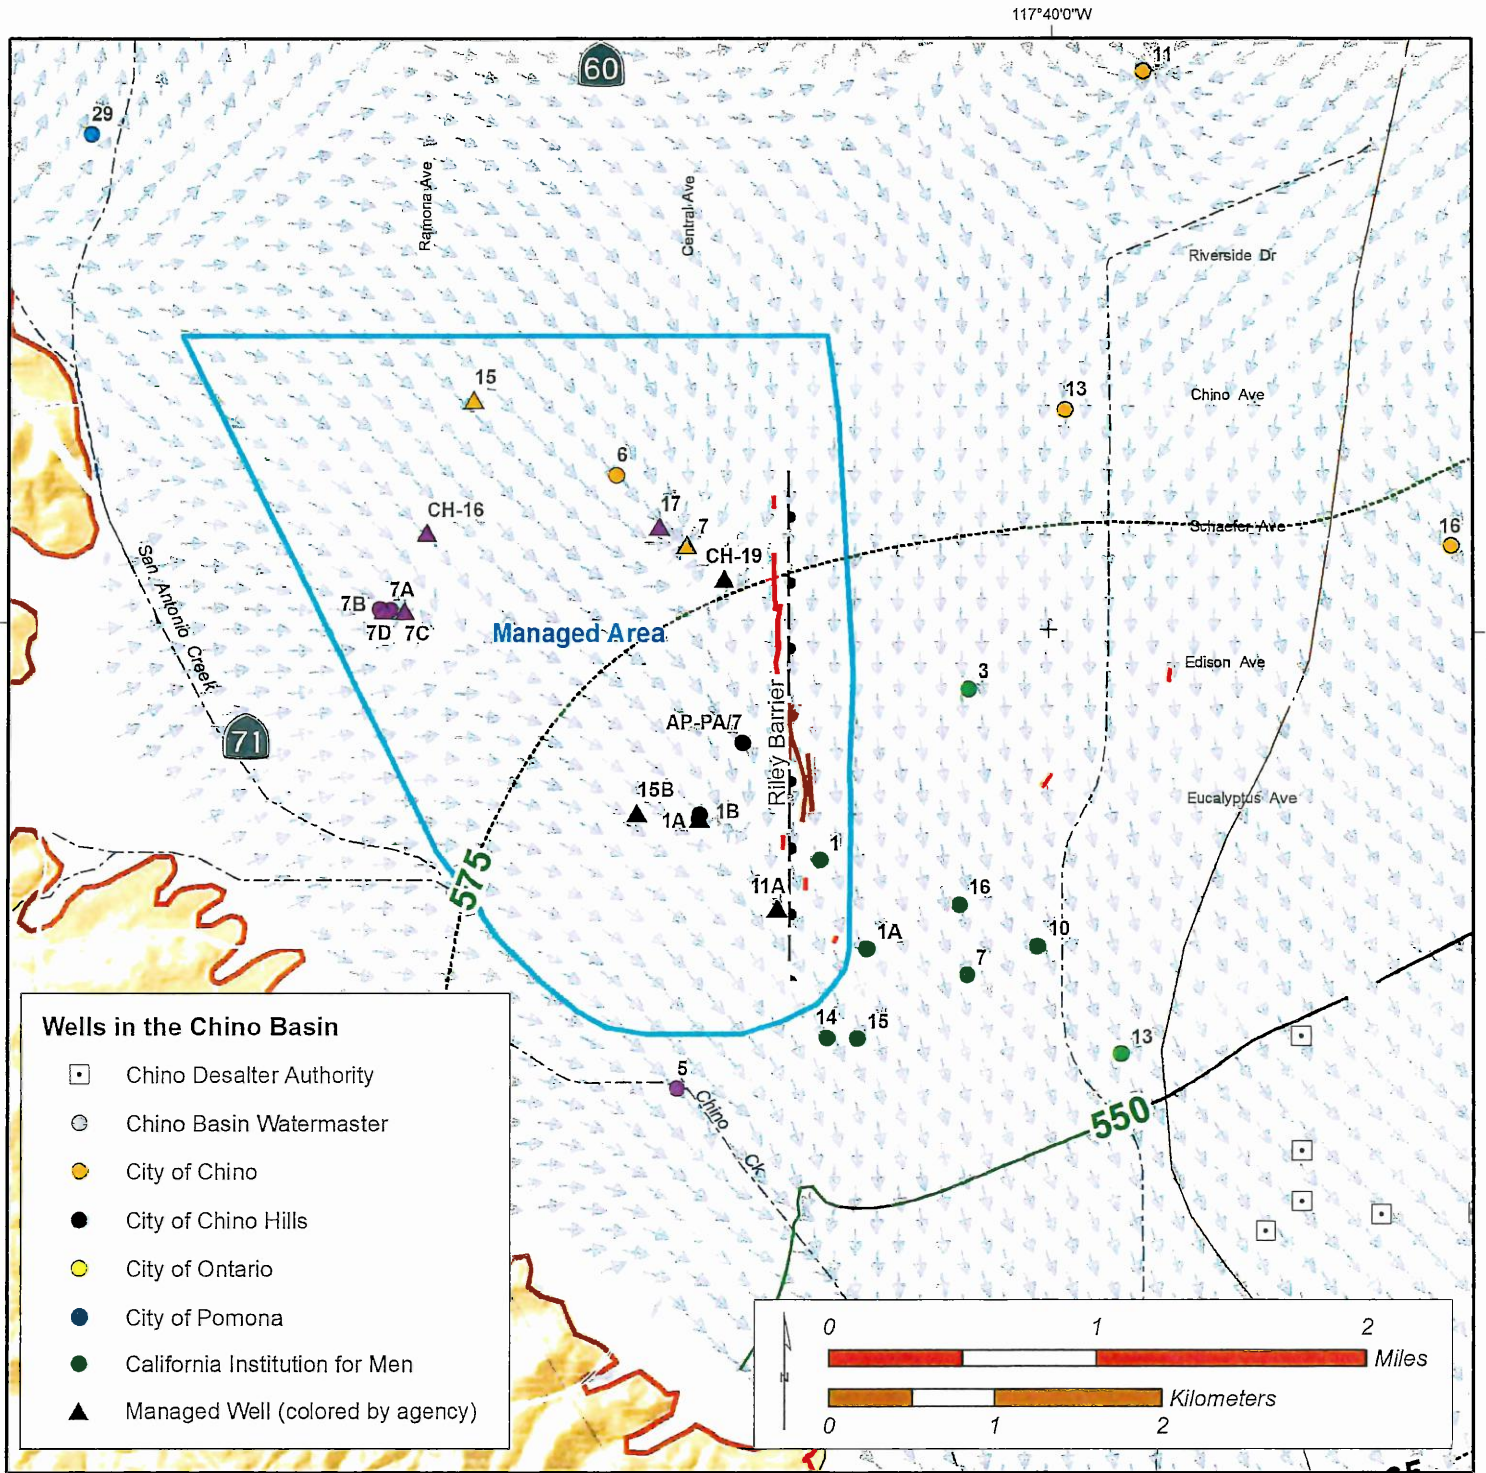 117°40'0"W
60
11
29
Ramona Ave
Central Ave
Riverside Dr
15
13
Chino Ave
6
CH-16
17
7
CH-19
Schaefer Ave
16
San Antonio Creek
7A
7B
7D
7C
Managed Area
3
Edison Ave
71
AP-PA/7
Riley Barrier
15B
1A
1B
Eucalyptus Ave
1
575
11A
16
1A
10
7
14
15
13
5
Chino Ck
550
Wells in the Chino Basin
Chino Desalter Authority
Chino Basin Watermaster
City of Chino
City of Chino Hills
City of Ontario
City of Pomona
California Institution for Men
Managed Well (colored by agency)
0 1 2
Miles
N
Kilometers
0 1 2